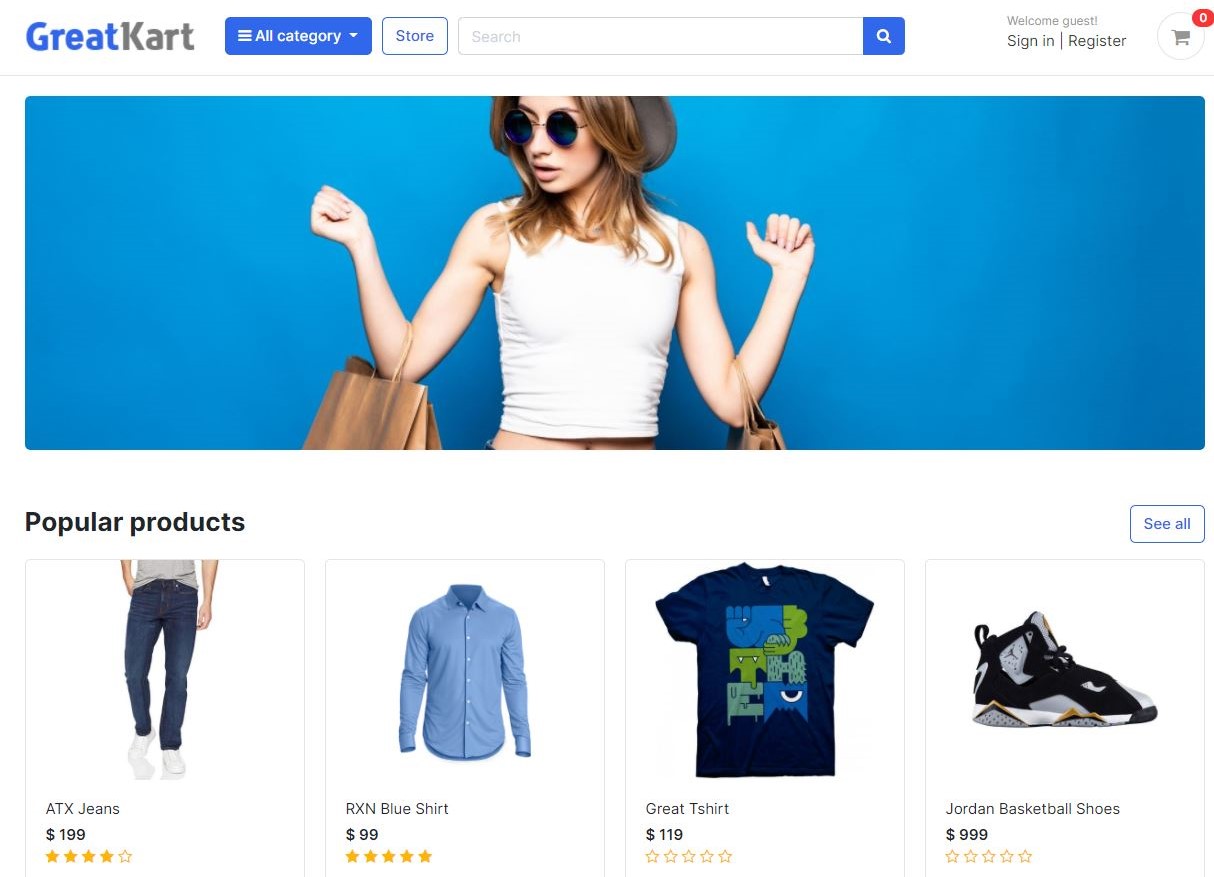 GreatKart
All category
Store
Search
Welcome guest!
Sign in | Register
0
Popular products
See all
ATX Jeans
$ 199
RXN Blue Shirt
$ 99
Great Tshirt
$ 119
Jordan Basketball Shoes
$ 999